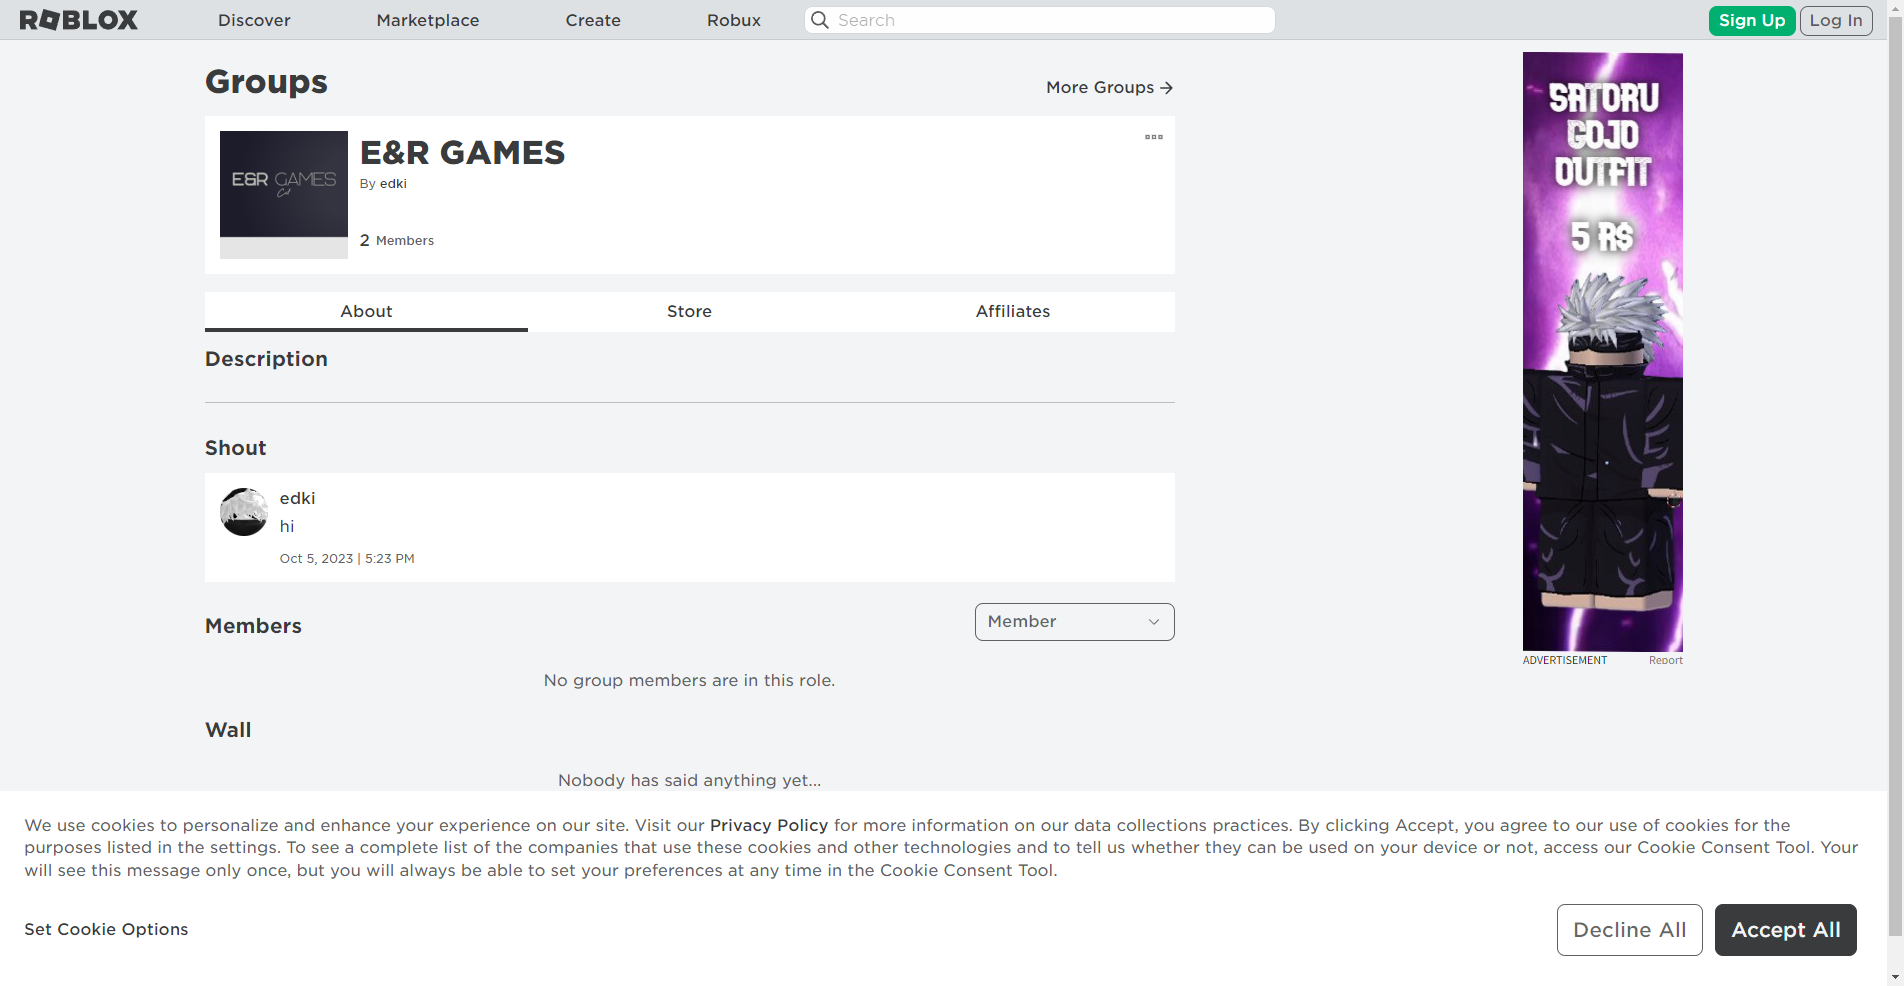 ROBLOX Discover Marketplace Create Robux Search Sign Up Log In
Groups
More Groups
E&R GAMES
E&R GAMES
By edki
2 Members
About Store Affiliates
Description
Shout
edki
hi
Oct 5, 2023 | 5:23 PM
Members
Member
No group members are in this role.
Wall
Nobody has said anything yet...
SATORU
GOJO
OUTFIT
5 R$
ADVERTISEMENT Report
We use cookies to personalize and enhance your experience on our site. Visit our Privacy Policy for more information on our data collections practices. By clicking Accept, you agree to our use of cookies for the
purposes listed in the settings. To see a complete list of the companies that use these cookies and other technologies and to tell us whether they can be used on your device or not, access our Cookie Consent Tool. Your
will see this message only once, but you will always be able to set your preferences at any time in the Cookie Consent Tool.
Set Cookie Options
Decline All Accept All